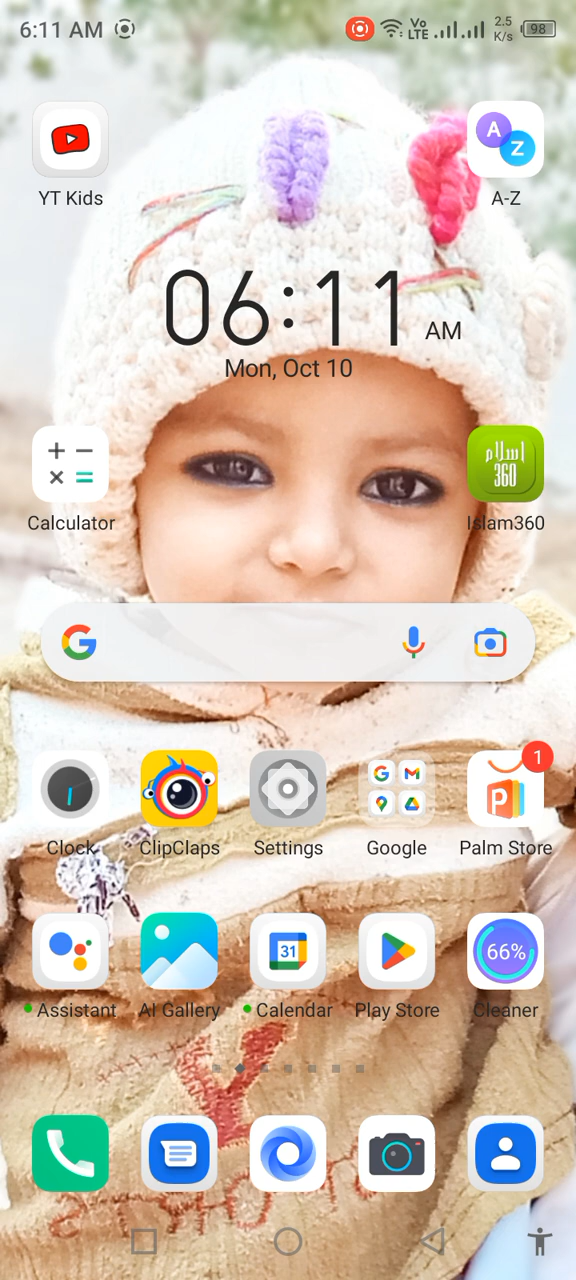 6:11 AM
Vo
LTE
2.5
K/s
98
YT Kids
A
Z
A-Z
06:11 AM
Mon, Oct 10
Calculator
اسلام
360
Islam360
1
Clock
ClipClaps
Settings
Google
Palm Store
31
66%
Assistant
AI Gallery
Calendar
Play Store
Cleaner